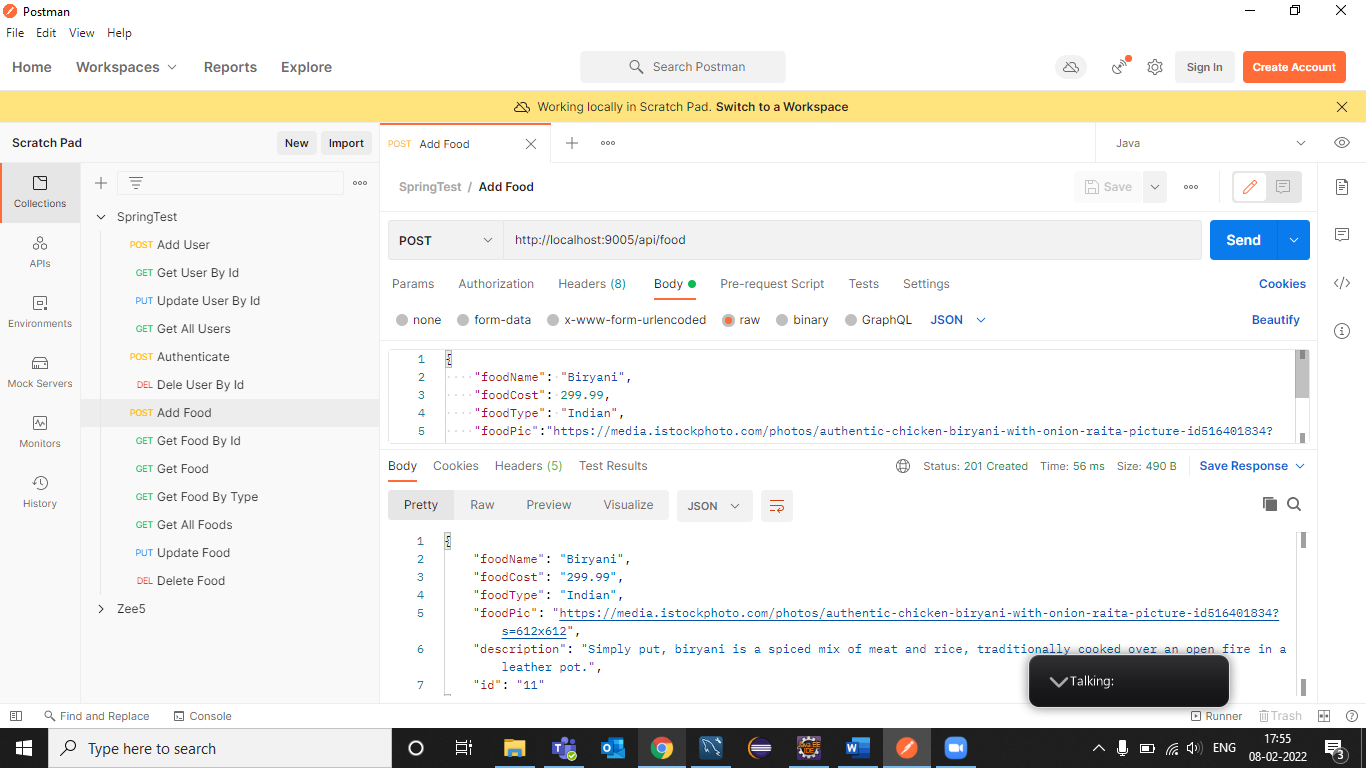 Postman
File Edit View Help
Home Workspaces Reports Explore Search Postman Sign In Create Account
Working locally in Scratch Pad. Switch to a Workspace
Scratch Pad New Import POST Add Food Java
Collections
APIs
Environments
Mock Servers
Monitors
History
SpringTest
POST Add User
GET Get User By Id
PUT Update User By Id
GET Get All Users
POST Authenticate
DEL Dele User By Id
POST Add Food
GET Get Food By Id
GET Get Food
GET Get Food By Type
GET Get All Foods
PUT Update Food
DEL Delete Food
Zee5
SpringTest / Add Food Save
POST http://localhost:9005/api/food Send
Params Authorization Headers (8) Body Pre-request Script Tests Settings Cookies
none form-data x-www-form-urlencoded raw binary GraphQL JSON Beautify
1 {
2 "foodName": "Biryani",
3 "foodCost": 299.99,
4 "foodType": "Indian",
5 "foodPic":"https://media.istockphoto.com/photos/authentic-chicken-biryani-with-onion-raita-picture-id516401834?
Body Cookies Headers (5) Test Results Status: 201 Created Time: 56 ms Size: 490 B Save Response
Pretty Raw Preview Visualize JSON
1 {
2 "foodName": "Biryani",
3 "foodCost": "299.99",
4 "foodType": "Indian",
5 "foodPic": "https://media.istockphoto.com/photos/authentic-chicken-biryani-with-onion-raita-picture-id516401834?
s=612x612",
6 "description": "Simply put, biryani is a spiced mix of meat and rice, traditionally cooked over an open fire in a
leather pot.",
7 "id": "11"
Talking:
Find and Replace Console Runner Trash
Type here to search ENG 17:55
08-02-2022 3